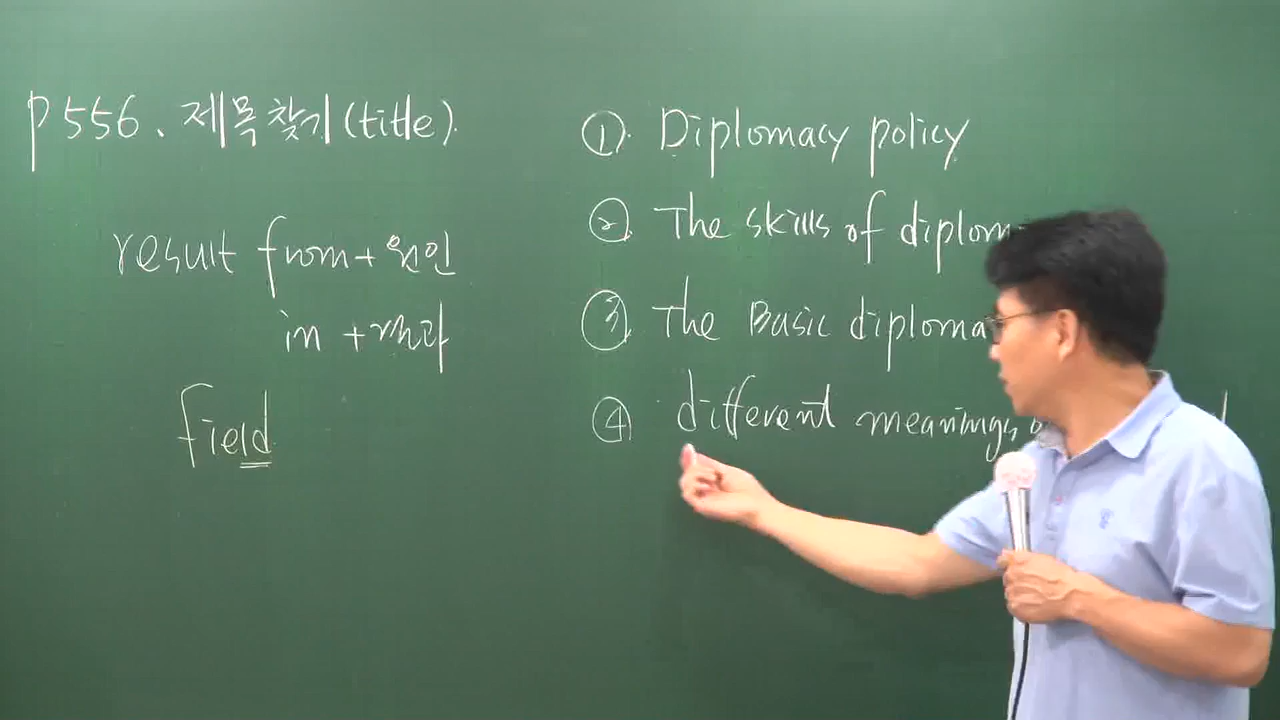 P556. 제목 찾기 (title).
result from + 원인
in + 결과
field
①. Diplomacy policy
②. The skills of diplom
③. The Basic diploma
④. different meanings